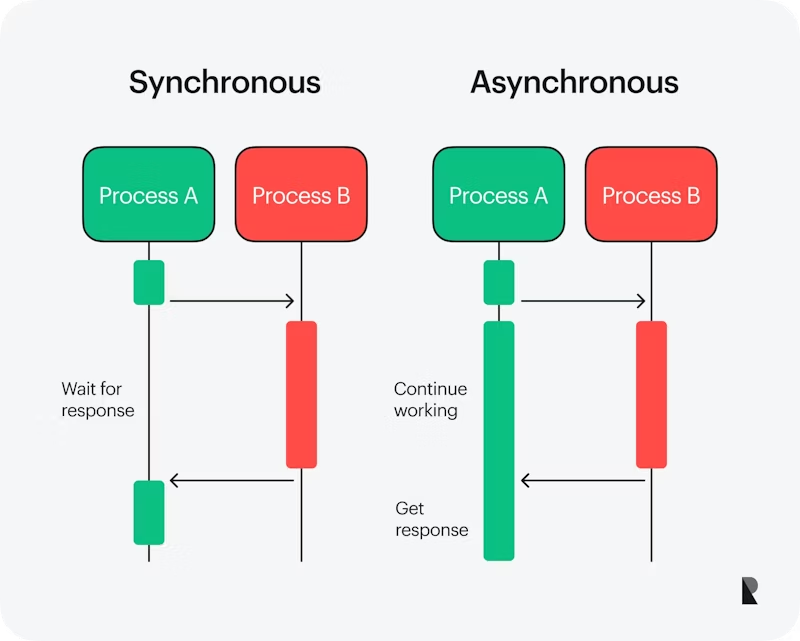 Synchronous
Asynchronous
Process A
Process B
Process A
Process B
Wait for
response
Continue
working
Get
response